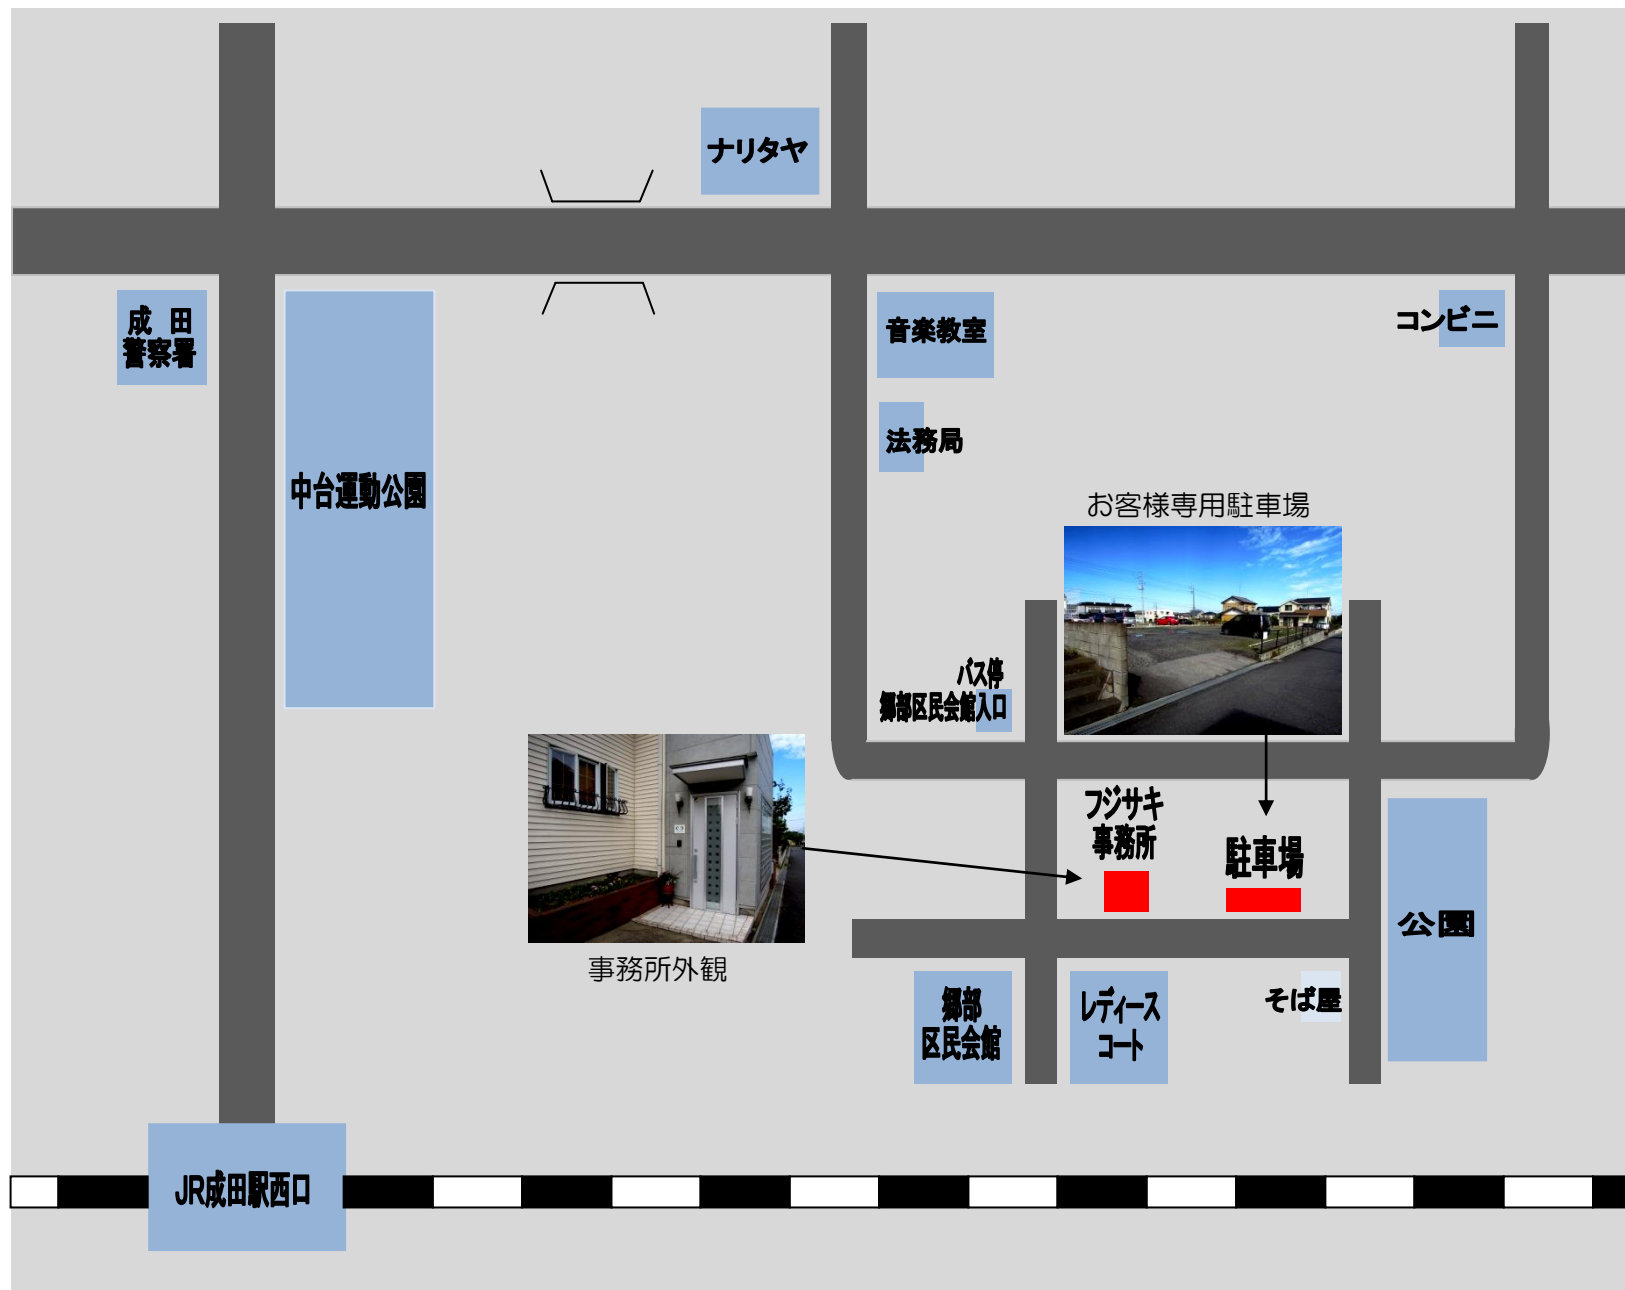 ナリタヤ
成 田
警察署
音楽教室
コンビニ
法務局
中台運動公園
お客様専用駐車場
バス停
郷部区民会館入口
フジサキ
事務所
駐車場
公園
事務所外観
郷部
区民会館
レディース
コート
そば屋
JR成田駅西口